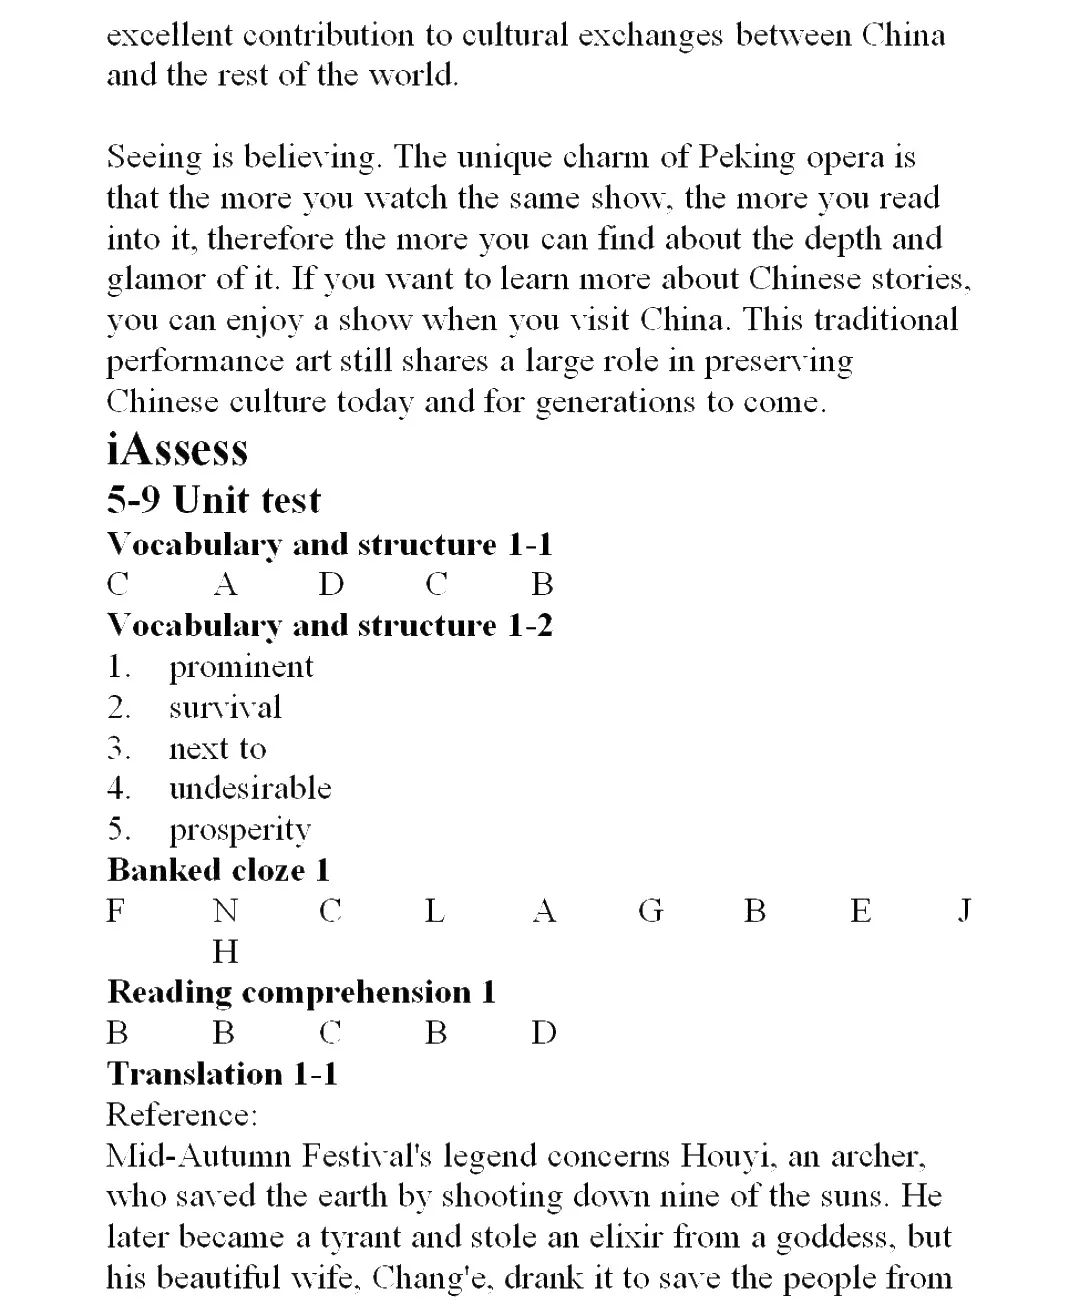 excellent contribution to cultural exchanges between China
and the rest of the world.
Seeing is believing. The unique charm of Peking opera is
that the more you watch the same show, the more you read
into it, therefore the more you can find about the depth and
glamor of it. If you want to learn more about Chinese stories,
you can enjoy a show when you visit China. This traditional
performance art still shares a large role in preserving
Chinese culture today and for generations to come.
iAssess
5-9 Unit test
Vocabulary and structure 1-1
C A D C B
Vocabulary and structure 1-2
1. prominent
2. survival
3. next to
4. undesirable
5. prosperity
Banked cloze 1
F N C L A G B E J
H
Reading comprehension 1
B B C B D
Translation 1-1
Reference:
Mid-Autumn Festival's legend concerns Houyi, an archer,
who saved the earth by shooting down nine of the suns. He
later became a tyrant and stole an elixir from a goddess, but
his beautiful wife, Chang'e, drank it to save the people from